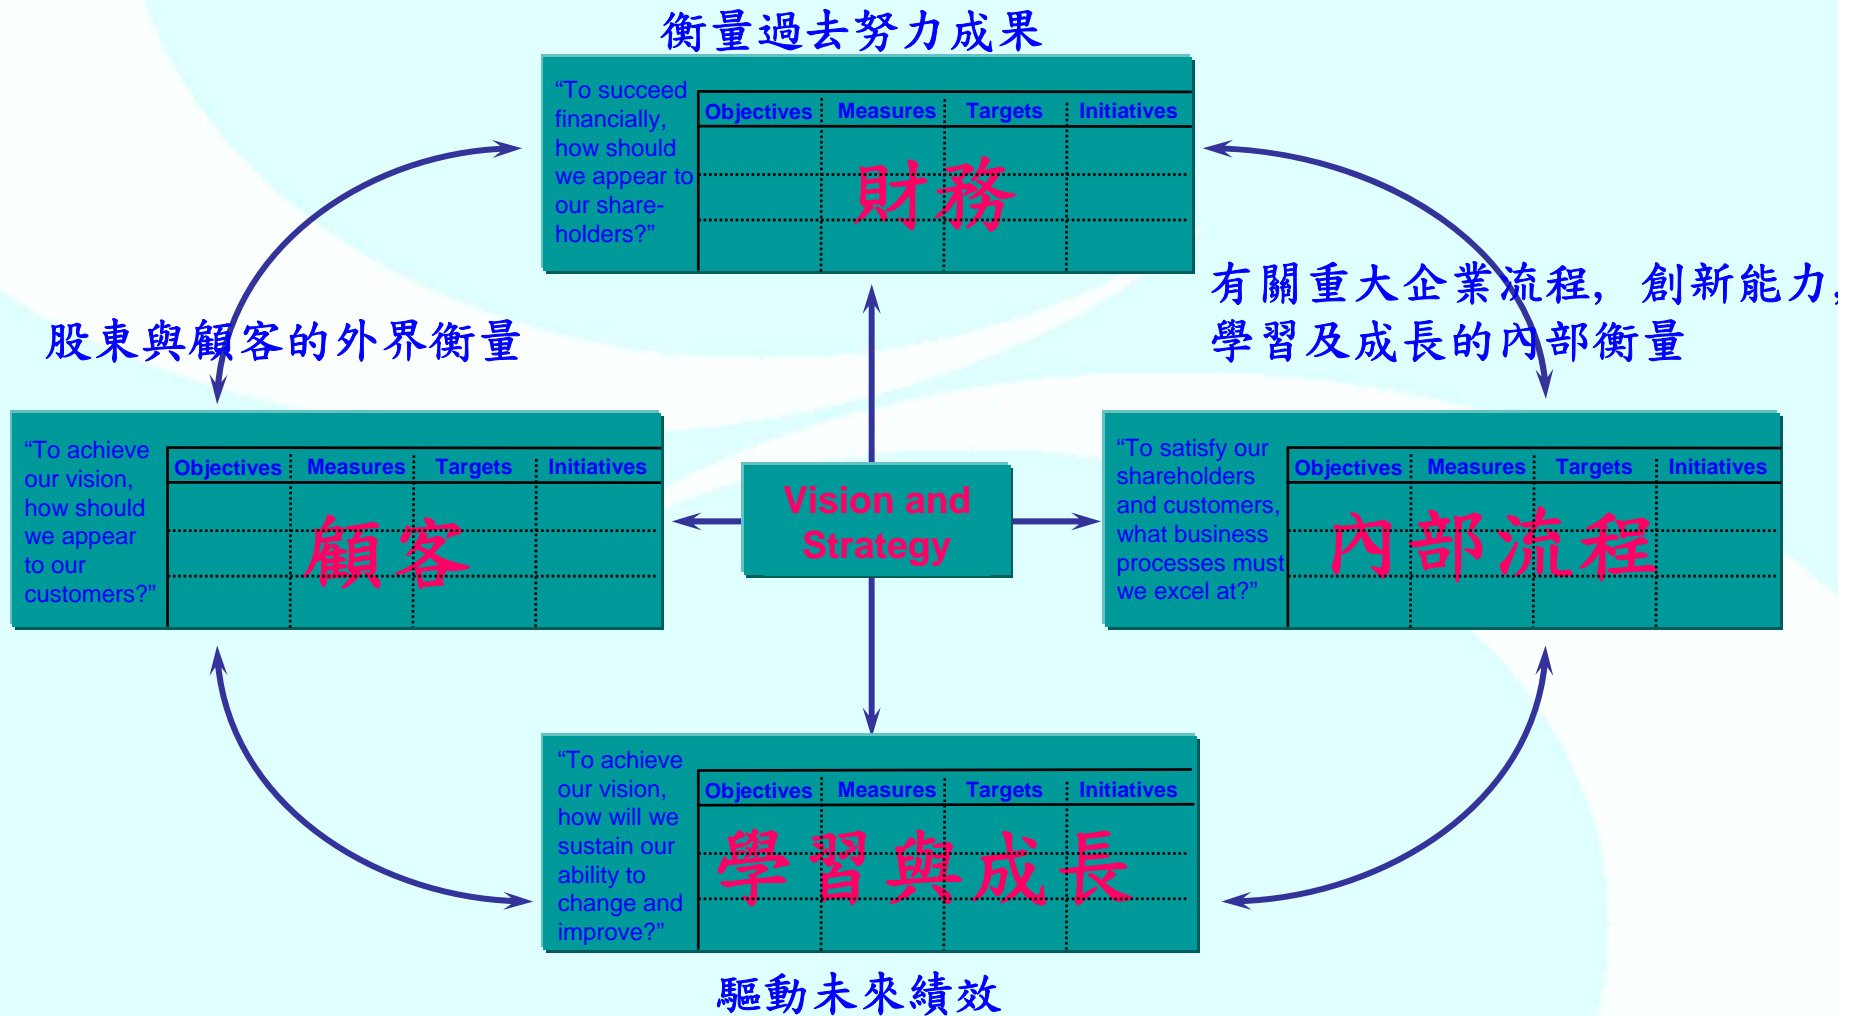 衡量過去努力成果
“To succeed
financially,
how should
we appear to
our share-
holders?”
Objectives Measures Targets Initiatives
財務
股東與顧客的外界衡量
有關重大企業流程, 創新能力,
學習及成長的內部衡量
“To achieve
our vision,
how should
we appear
to our
customers?”
Objectives Measures Targets Initiatives
顧客
Vision and
Strategy
“To satisfy our
shareholders
and customers,
what business
processes must
we excel at?”
Objectives Measures Targets Initiatives
內部流程
“To achieve
our vision,
how will we
sustain our
ability to
change and
improve?”
Objectives Measures Targets Initiatives
學習與成長
驅動未來績效